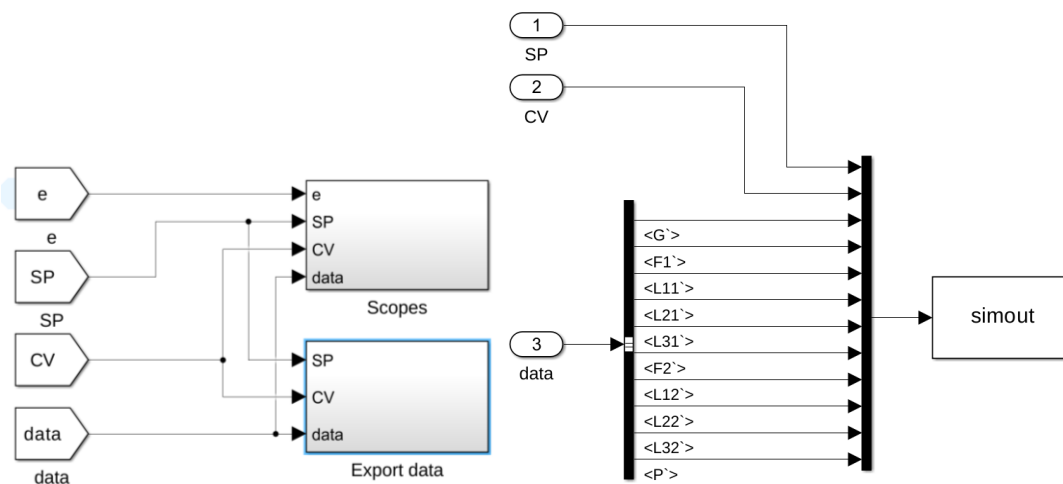 e
e
SP
SP
CV
data
data
e
SP
CV
data
Scopes
SP
CV
data
Export data
1
SP
2
CV
3
data
<G`>
<F1`>
<L11`>
<L21`>
<L31`>
<F2`>
<L12`>
<L22`>
<L32`>
<P`>
simout